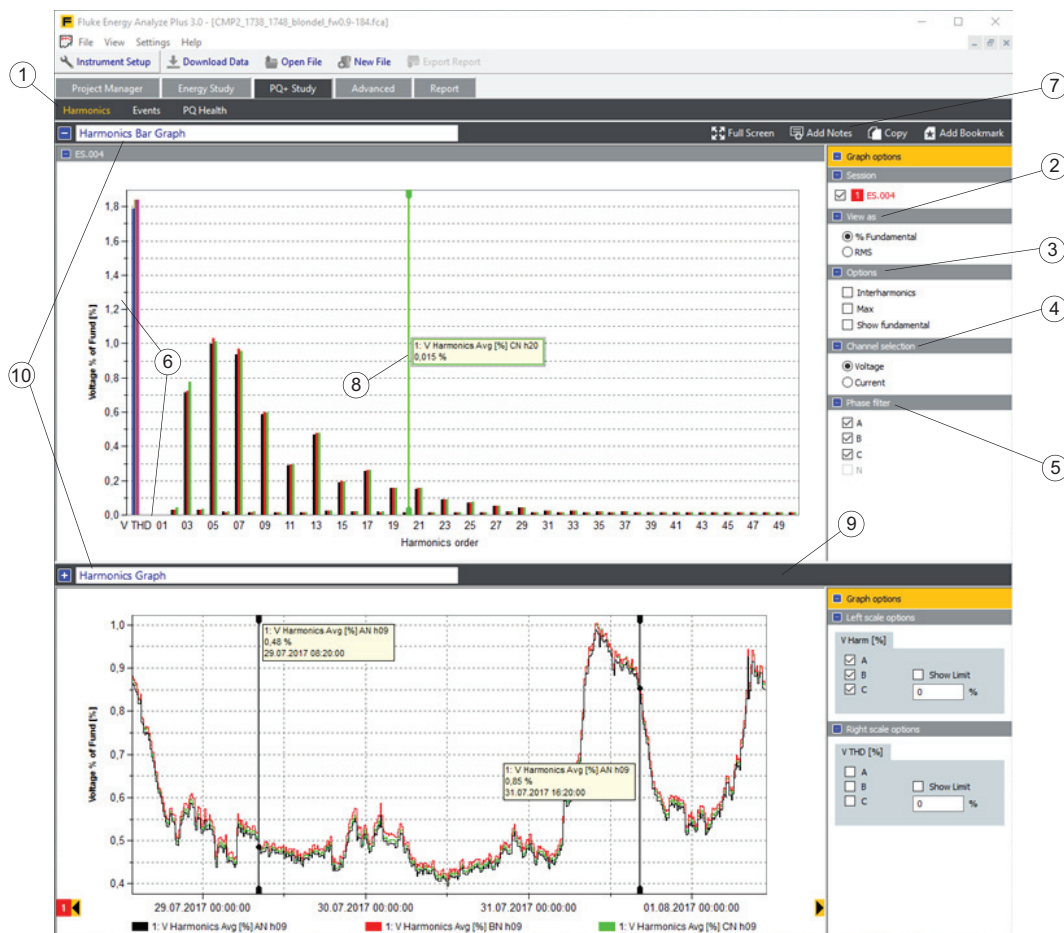 Fluke Energy Analyze Plus 3.0 - [CMP2_1738_1748_blondel_fw0.9-184.fca]
File View Settings Help
Instrument Setup Download Data Open File New File Export Report
1
Project Manager Energy Study PQ+ Study Advanced Report
7
Harmonics Events PQ Health
Harmonics Bar Graph Full Screen Add Notes Copy Add Bookmark
ES.004
Graph options
2
Session
1 ES.004
View as
% Fundamental
RMS
3
Options
Interharmonics
Max
Show fundamental
4
Channel selection
Voltage
Current
Phase filter
A
B
C
N
5
Voltage % of Fund [%]
1,8
1,6
1,4
1,2
1,0
0,8
0,6
0,4
0,2
0,0
6
8
10
1: V Harmonics Avg [%] CN h20
0,015 %
V THD 01 03 05 07 09 11 13 15 17 19 21 23 25 27 29 31 33 35 37 39 41 43 45 47 49
Harmonics order
9
Harmonics Graph
Graph options
Left scale options
V Harm [%]
A
B Show Limit
C 0 %
Right scale options
V THD [%]
A
B Show Limit
C 0 %
Voltage % of Fund [%]
1,0
0,9
0,8
0,7
0,6
0,5
0,4
1: V Harmonics Avg [%] AN h09
0,48 %
29.07.2017 08:20:00
1: V Harmonics Avg [%] AN h09
0,85 %
31.07.2017 16:20:00
1
29.07.2017 00:00:00 30.07.2017 00:00:00 31.07.2017 00:00:00 01.08.2017 00:00:00
1: V Harmonics Avg [%] AN h09 1: V Harmonics Avg [%] BN h09 1: V Harmonics Avg [%] CN h09